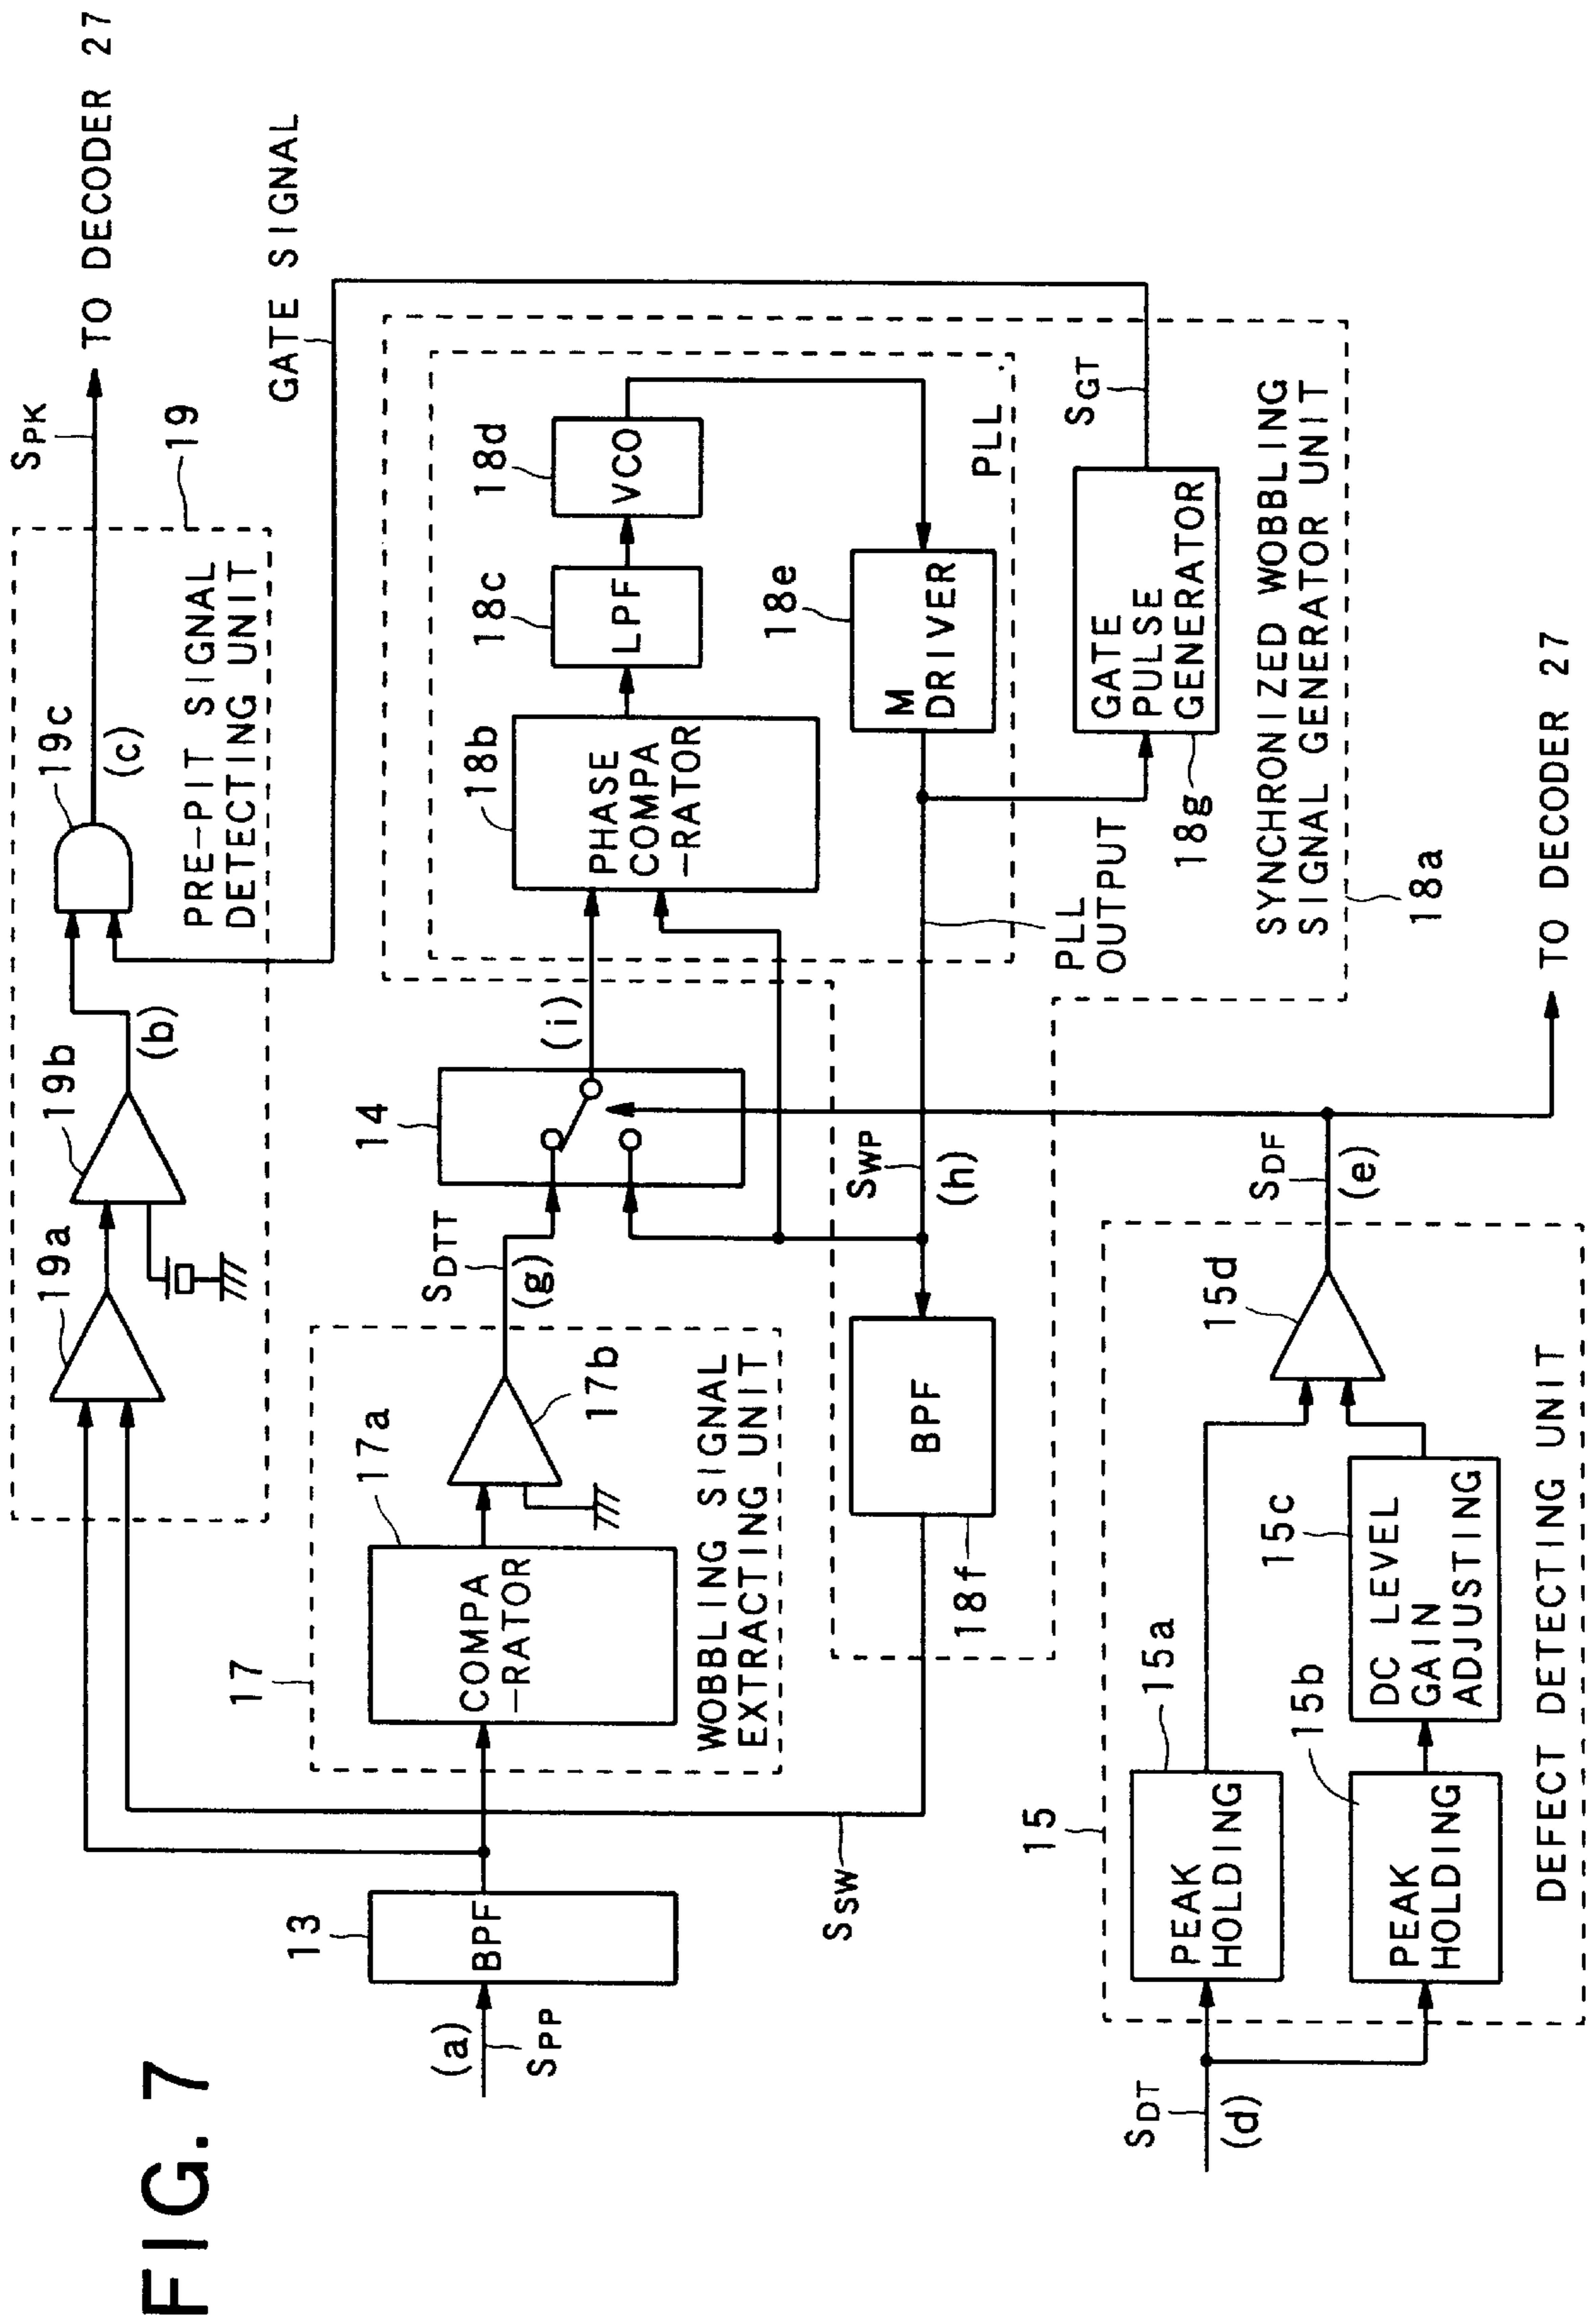 FIG. 7
SPK
TO DECODER 27
19
PRE-PIT SIGNAL
DETECTING UNIT
19a
19b
(b)
19c
(c)
GATE SIGNAL
(a)
SPP
13
BPF
17
17a
COMPA
-RATOR
17b
WOBBLING SIGNAL
EXTRACTING UNIT
SDTT
(g)
14
(i)
18b
PHASE
COMPA
-RATOR
18c
LPF
18d
VCO
18e
M
DRIVER
PLL
SSW
18f
BPF
SWP
(h)
PLL
OUTPUT
18g
GATE
PULSE
GENERATOR
SGT
SYNCHRONIZED WOBBLING
SIGNAL GENERATOR UNIT
18a
SDT
(d)
15
15a
PEAK
HOLDING
15b
PEAK
HOLDING
15c
DC LEVEL
GAIN
ADJUSTING
15d
DEFECT DETECTING UNIT
SDF
(e)
TO DECODER 27